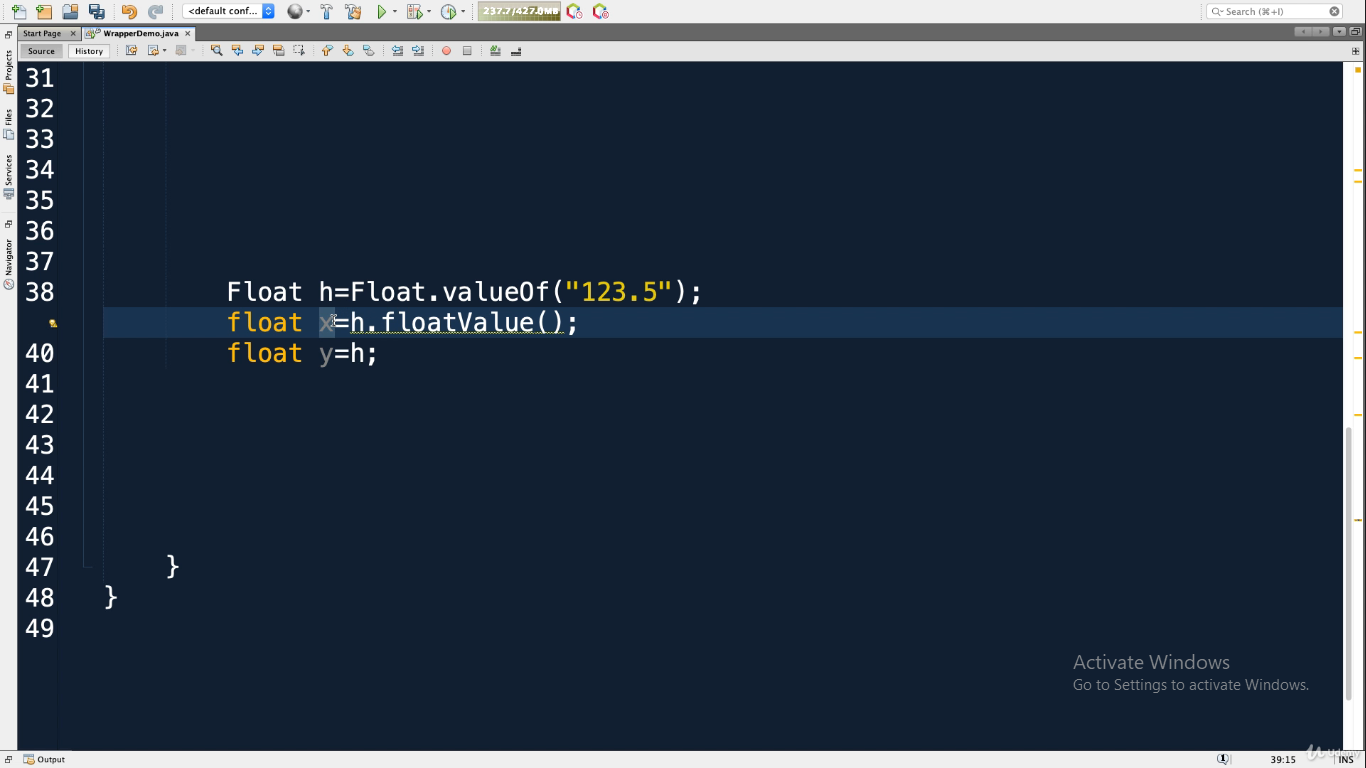 <default conf...
237.7/427.0MB
Search (⌘+I)
Start Page
WrapperDemo.java
Source
History
Projects
Files
Services
Navigator
31
32
33
34
35
36
37
38 Float h=Float.valueOf("123.5");
float x=h.floatValue();
40 float y=h;
41
42
43
44
45
46
47 }
48 }
49
Activate Windows
Go to Settings to activate Windows.
Output
1
39:15
INS
Udemy